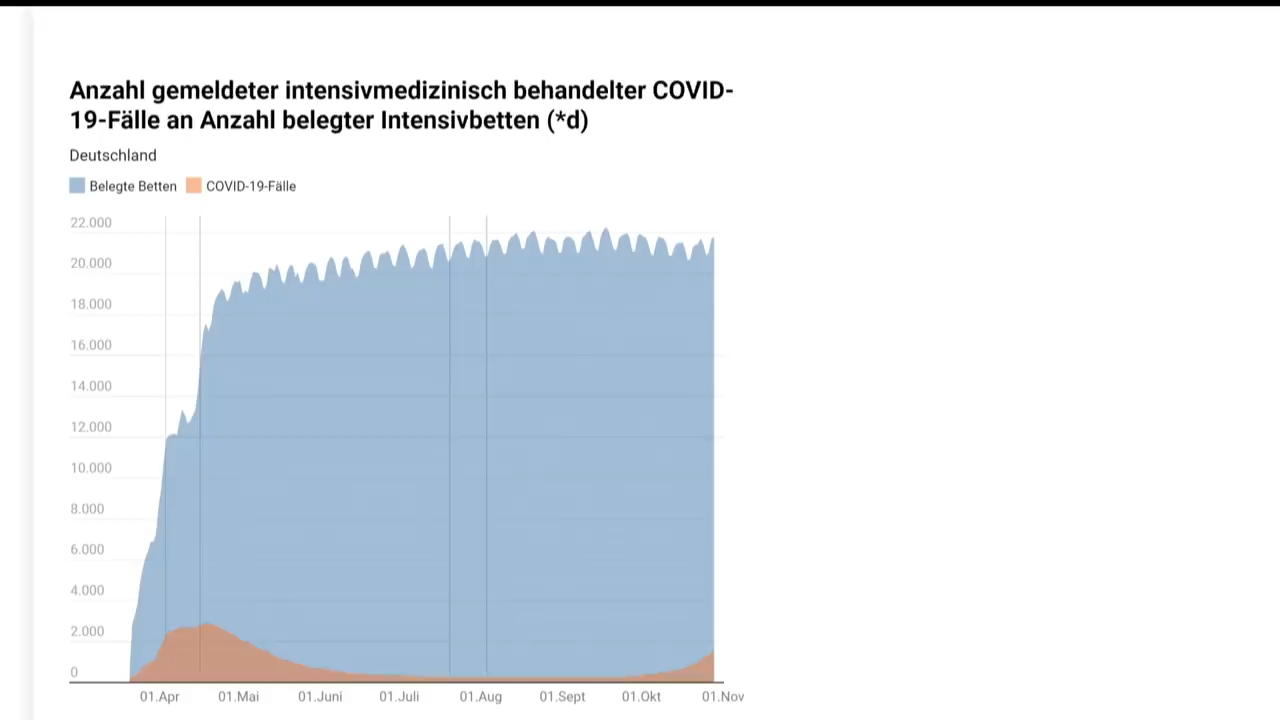 Anzahl gemeldeter intensivmedizinisch behandelter COVID-
19-Fälle an Anzahl belegter Intensivbetten (*d)
Deutschland
Belegte Betten COVID-19-Fälle
22.000
20.000
18.000
16.000
14.000
12.000
10.000
8.000
6.000
4.000
2.000
0
01.Apr 01.Mai 01.Juni 01.Juli 01.Aug 01.Sept 01.Okt 01.Nov